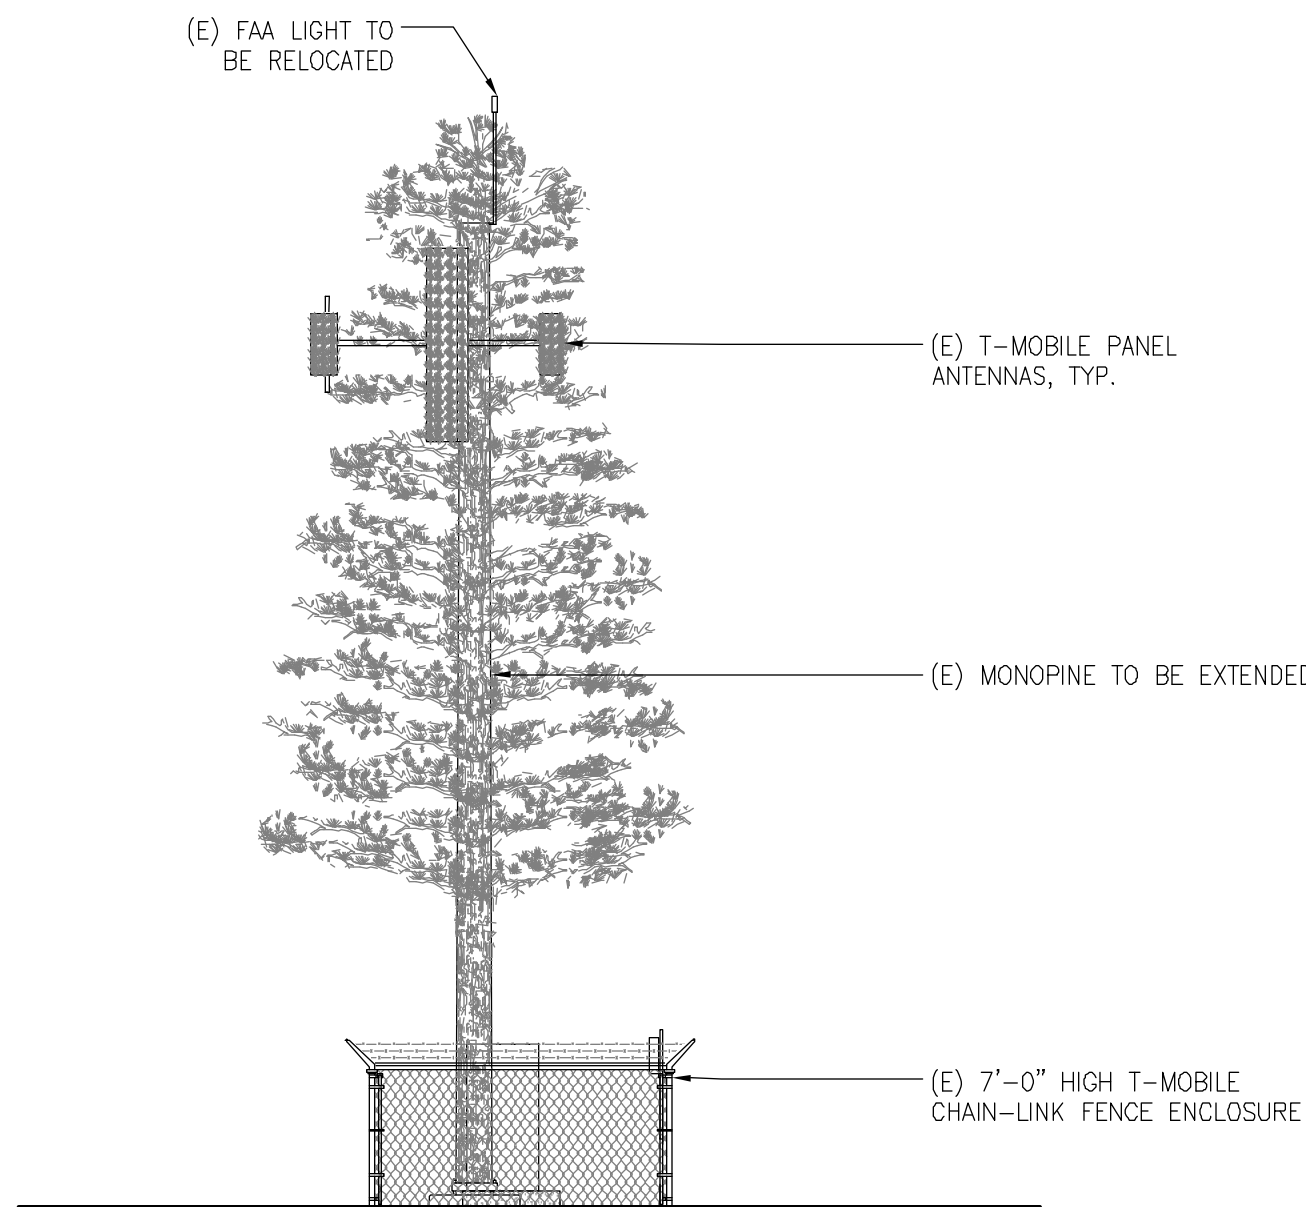 (E) FAA LIGHT TO
BE RELOCATED
(E) T-MOBILE PANEL
ANTENNAS, TYP.
(E) MONOPINE TO BE EXTENDED
(E) 7'-0" HIGH T-MOBILE
CHAIN-LINK FENCE ENCLOSURE